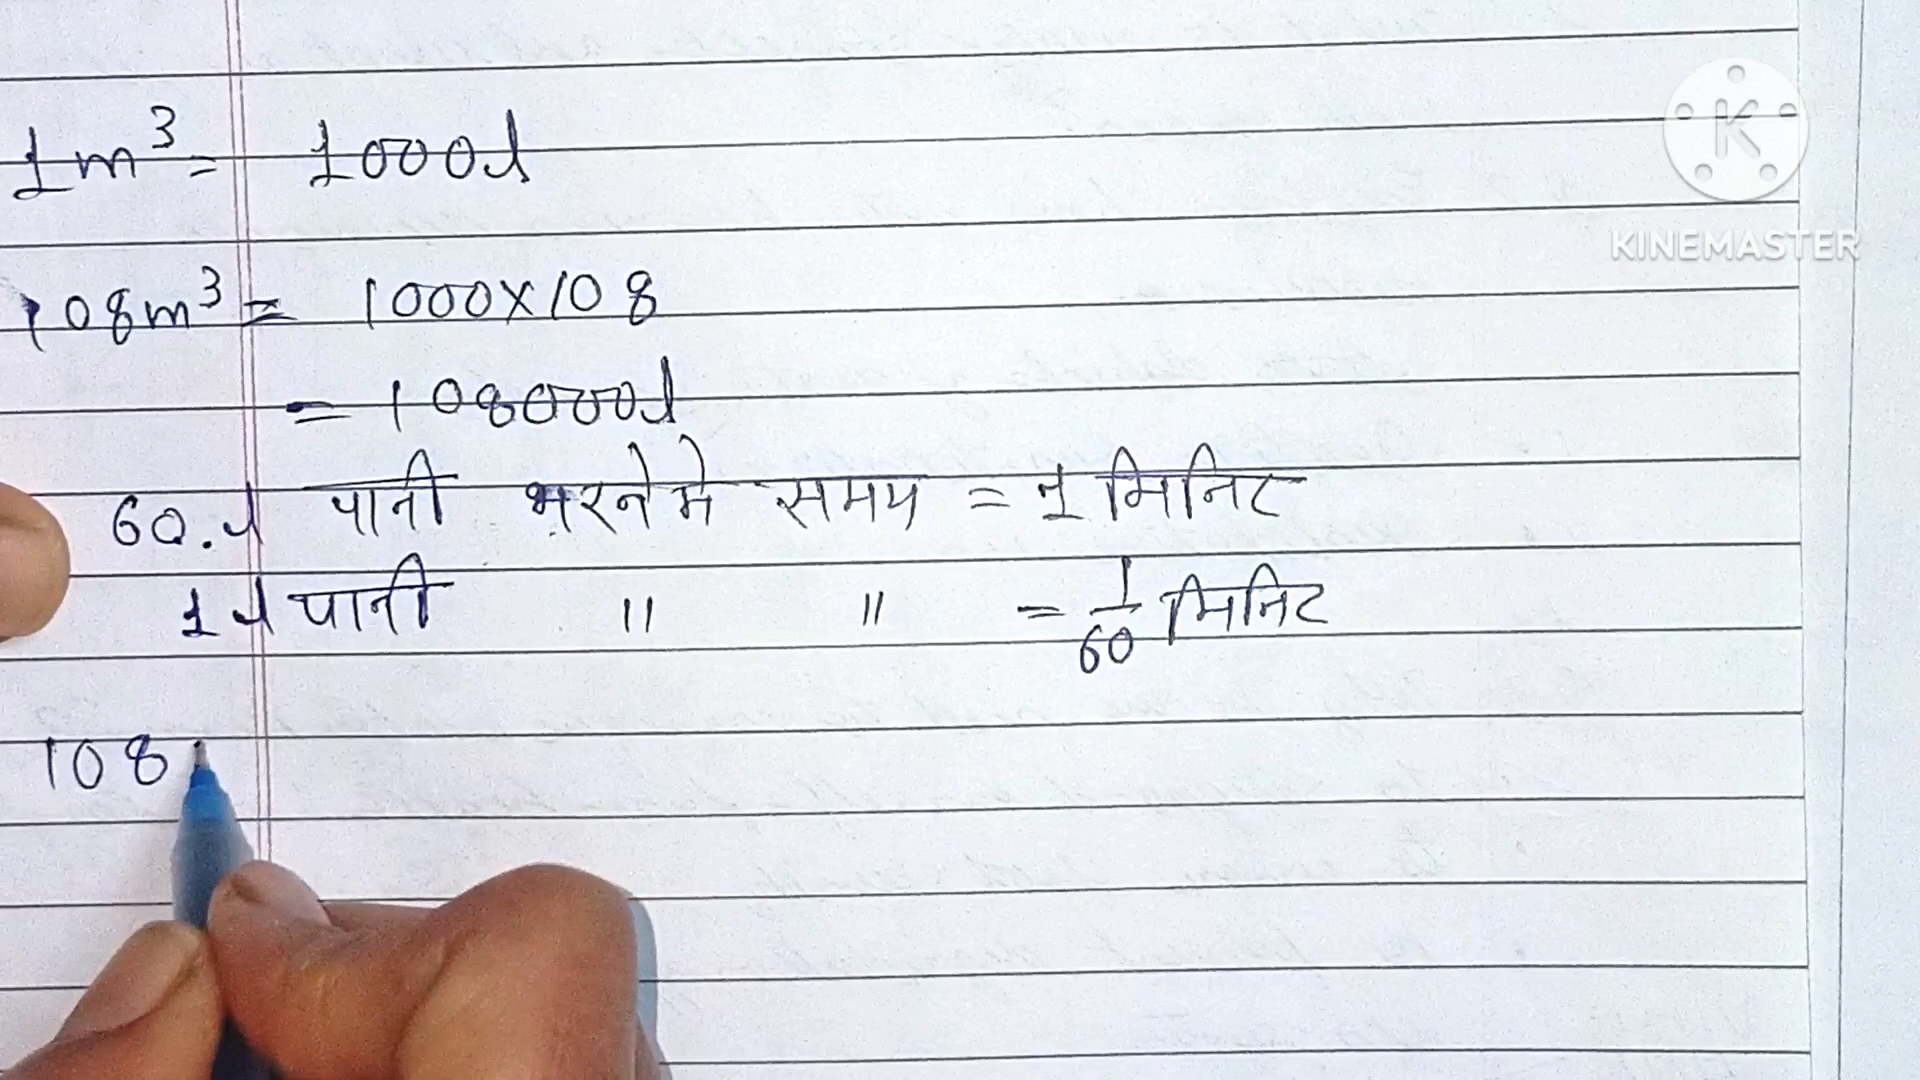 1m³ = 1000l
108m³ = 1000×108
= 108000l
60.l पानी भरने मे समय = 1 मिनिट
1 l पानी " " = 1/60 मिनिट
108
K
KINEMASTER